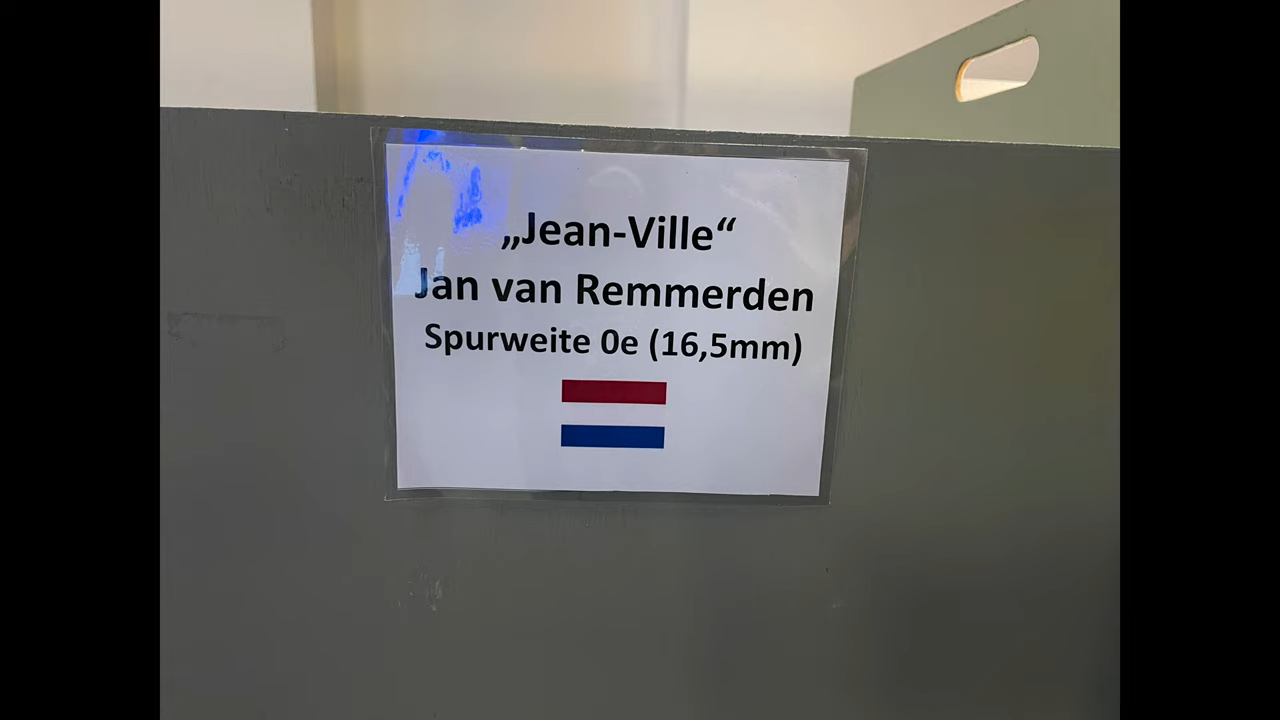 „Jean-Ville“
Jan van Remmerden
Spurweite 0e (16,5mm)